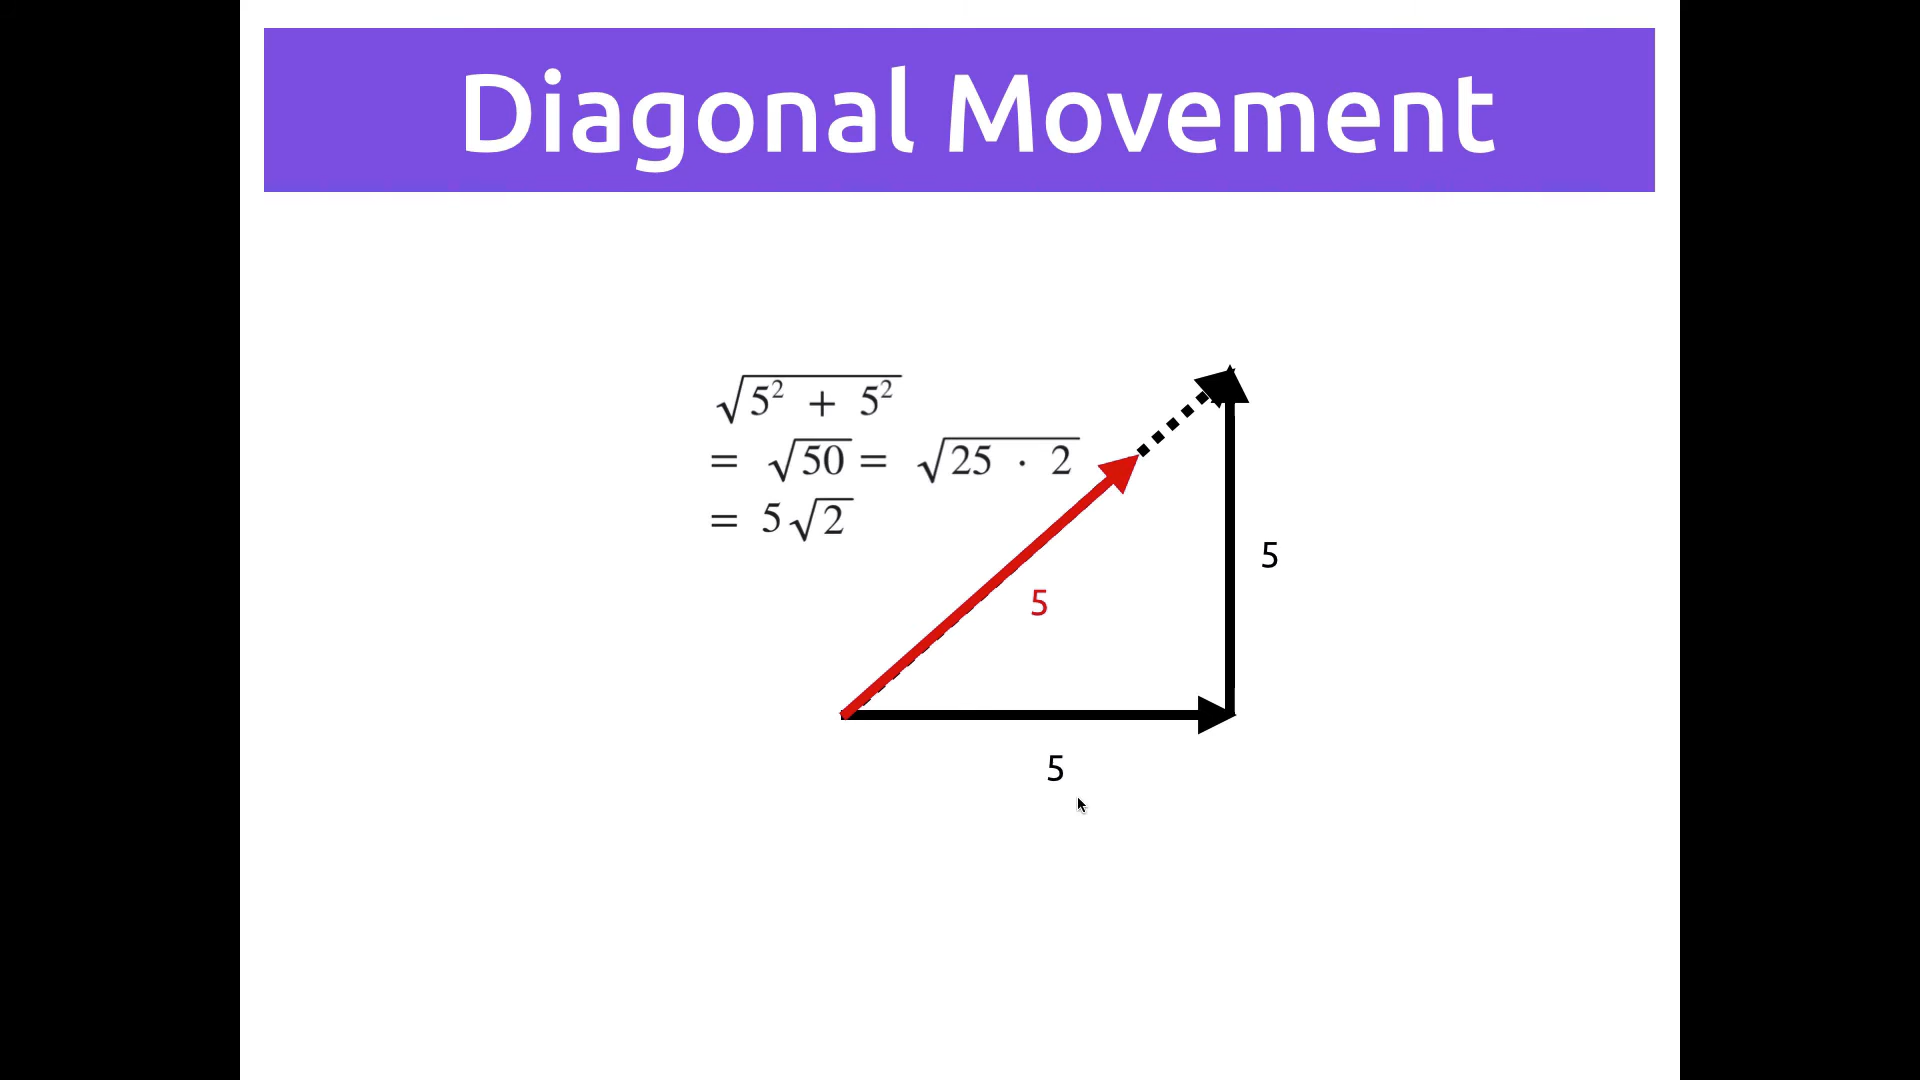 Diagonal Movement
√5² + 5²
= √50 = √25 · 2
= 5√2
5
5
5